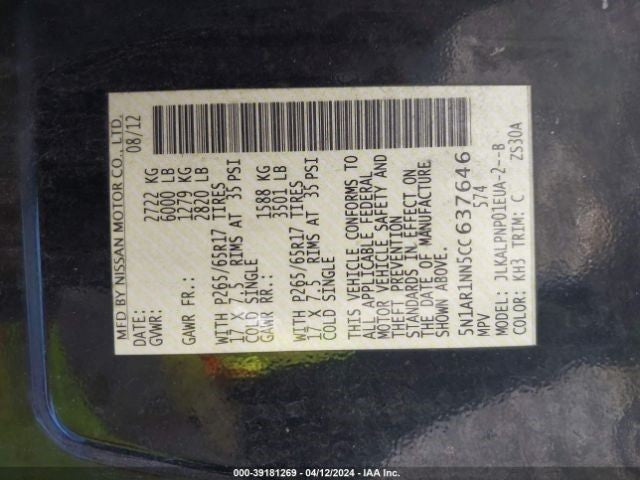 MFD BY NISSAN MOTOR CO., LTD.
DATE: 08/12
GVWR: 2722 KG
6000 LB
GAWR FR.: 1279 KG
2820 LB
WITH P265/65R17 TIRES
17 X 7.5 RIMS AT 35 PSI
COLD SINGLE
GAWR RR.: 1588 KG
3501 LB
WITH P265/65R17 TIRES
17 X 7.5 RIMS AT 35 PSI
COLD SINGLE
THIS VEHICLE CONFORMS TO
ALL APPLICABLE FEDERAL
MOTOR VEHICLE SAFETY AND
THEFT PREVENTION
STANDARDS IN EFFECT ON
THE DATE OF MANUFACTURE
SHOWN ABOVE.
5N1AR1NN5CC637646
MPV 574
MODEL: JLKALPNP01EUA-2--B
COLOR: KH3 TRIM: C ZS30A
000-39181269 - 04/12/2024 - IAA Inc.